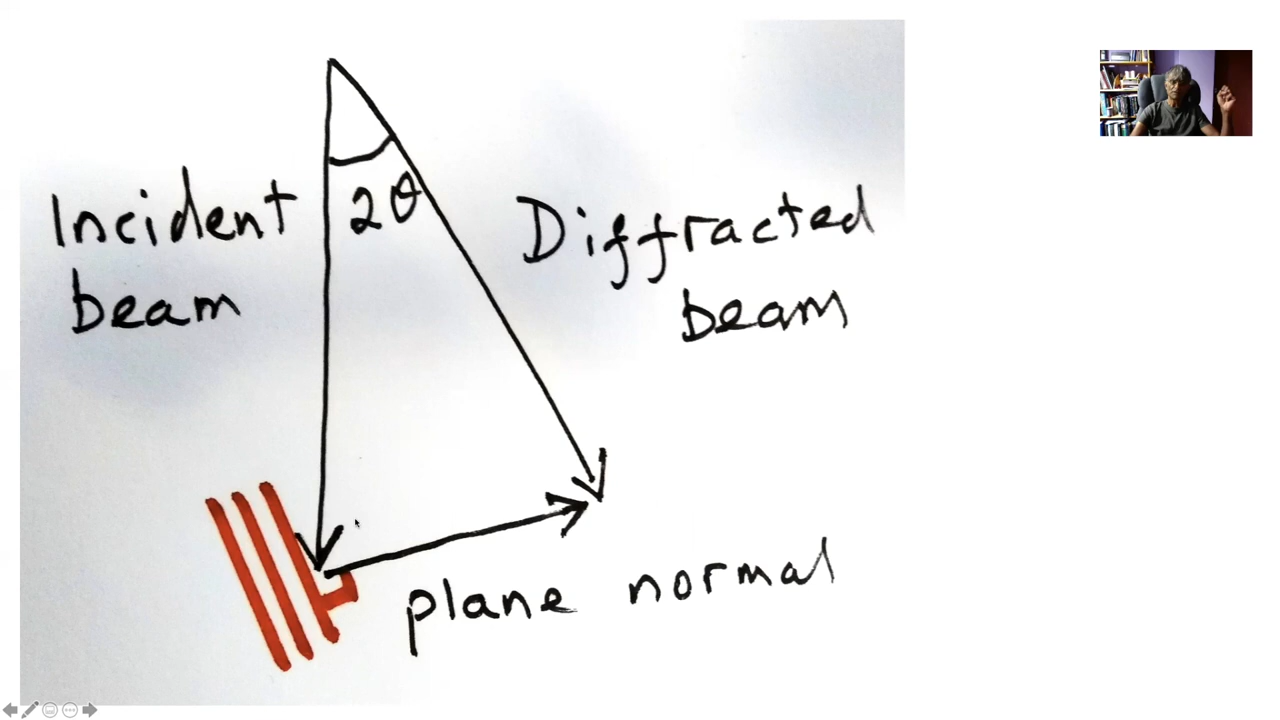 Incident
beam
2θ
Diffracted
beam
plane normal